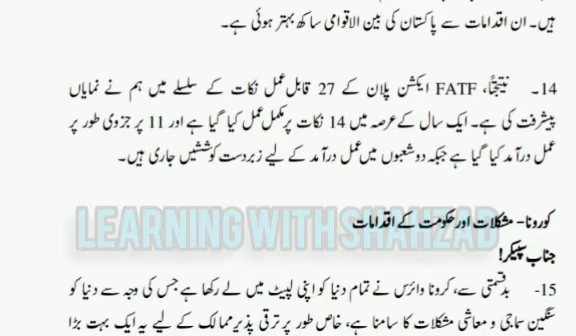 ہیں۔ ان اقدامات سے پاکستان کی بین الاقوامی ساکھ بہتر ہوئی ہے۔
14۔ نتیجتاً، FATF ایکشن پلان کے 27 قابل عمل نکات کے سلسلے میں ہم نے نمایاں
پیشرفت کی ہے۔ ایک سال کے عرصہ میں 14 نکات پر مکمل عمل کیا گیا ہے اور 11 پر جزوی طور پر
عمل درآمد کیا گیا ہے جبکہ دو شعبوں میں عمل درآمد کے لیے زبردست کوششیں جاری ہیں۔
کورونا - مشکلات اور حکومت کے اقدامات
LEARNING WITH SHAHZAD
جناب سپیکر!
15- بدقسمتی سے، کرونا وائرس نے تمام دنیا کو اپنی لپیٹ میں لے رکھا ہے جس کی وجہ سے دنیا کو
سنگین سماجی و معاشی مشکلات کا سامنا ہے، خاص طور پر ترقی پذیر ممالک کے لیے یہ ایک بہت بڑا